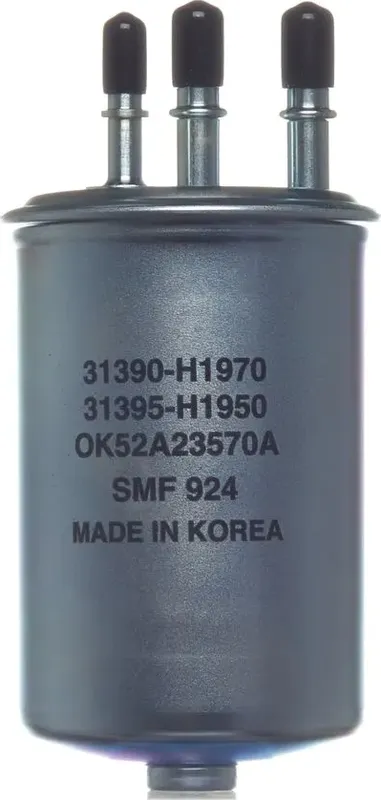 31390-H1970
31395-H1950
OK52A23570A
SMF 924
MADE IN KOREA